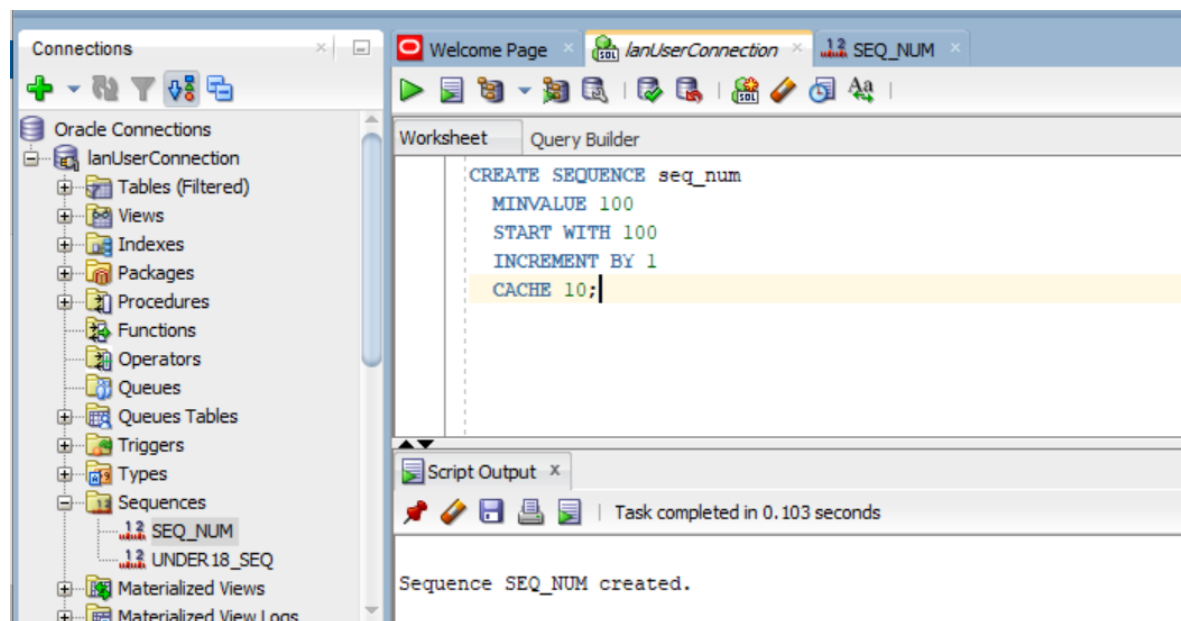 Connections
Oracle Connections
lanUserConnection
Tables (Filtered)
Views
Indexes
Packages
Procedures
Functions
Operators
Queues
Queues Tables
Triggers
Types
Sequences
SEQ_NUM
UNDER18_SEQ
Materialized Views
Materialized View Logs
Welcome Page lanUserConnection SEQ_NUM
Worksheet Query Builder
CREATE SEQUENCE seq_num
MINVALUE 100
START WITH 100
INCREMENT BY 1
CACHE 10;
Script Output
Task completed in 0.103 seconds
Sequence SEQ_NUM created.